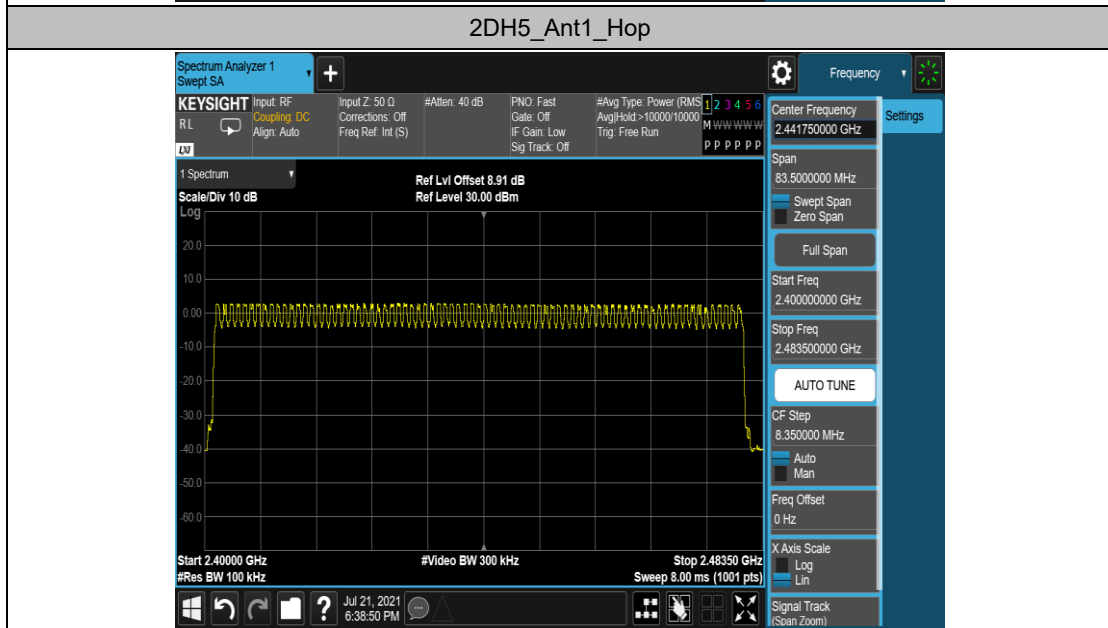 2DH5_Ant1_Hop
Spectrum Analyzer 1
Swept SA
Frequency
KEYSIGHT
RL
LXI
Input: RF
Coupling: DC
Align: Auto
Input Z: 50 Ω
Corrections: Off
Freq Ref: Int (S)
#Atten: 40 dB
PNO: Fast
Gate: Off
IF Gain: Low
Sig Track: Off
#Avg Type: Power (RMS
Avg|Hold:>10000/10000
Trig: Free Run
1 2 3 4 5 6
M W W W W W
P P P P P P
1 Spectrum
Scale/Div 10 dB
Ref Lvl Offset 8.91 dB
Ref Level 30.00 dBm
Log
20.0
10.0
0.00
-10.0
-20.0
-30.0
-40.0
-50.0
-60.0
Start 2.40000 GHz
#Video BW 300 kHz
Stop 2.48350 GHz
#Res BW 100 kHz
Sweep 8.00 ms (1001 pts)
Jul 21, 2021
6:38:50 PM
Center Frequency
2.441750000 GHz
Settings
Span
83.5000000 MHz
Swept Span
Zero Span
Full Span
Start Freq
2.400000000 GHz
Stop Freq
2.483500000 GHz
AUTO TUNE
CF Step
8.350000 MHz
Auto
Man
Freq Offset
0 Hz
X Axis Scale
Log
Lin
Signal Track
(Span Zoom)